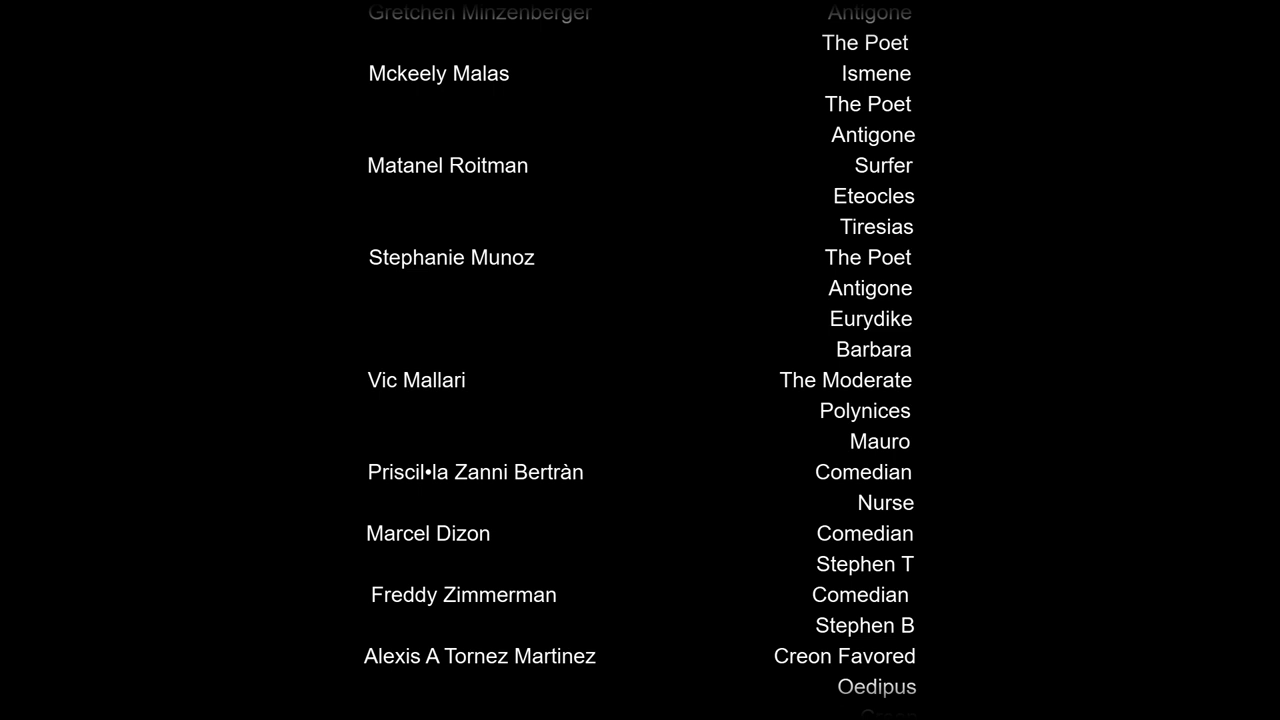 Gretchen Minzenberger Antigone
The Poet
Mckeely Malas Ismene
The Poet
Antigone
Matanel Roitman Surfer
Eteocles
Tiresias
Stephanie Munoz The Poet
Antigone
Eurydike
Barbara
Vic Mallari The Moderate
Polynices
Mauro
Priscil•la Zanni Bertràn Comedian
Nurse
Marcel Dizon Comedian
Stephen T
Freddy Zimmerman Comedian
Stephen B
Alexis A Tornez Martinez Creon Favored
Oedipus